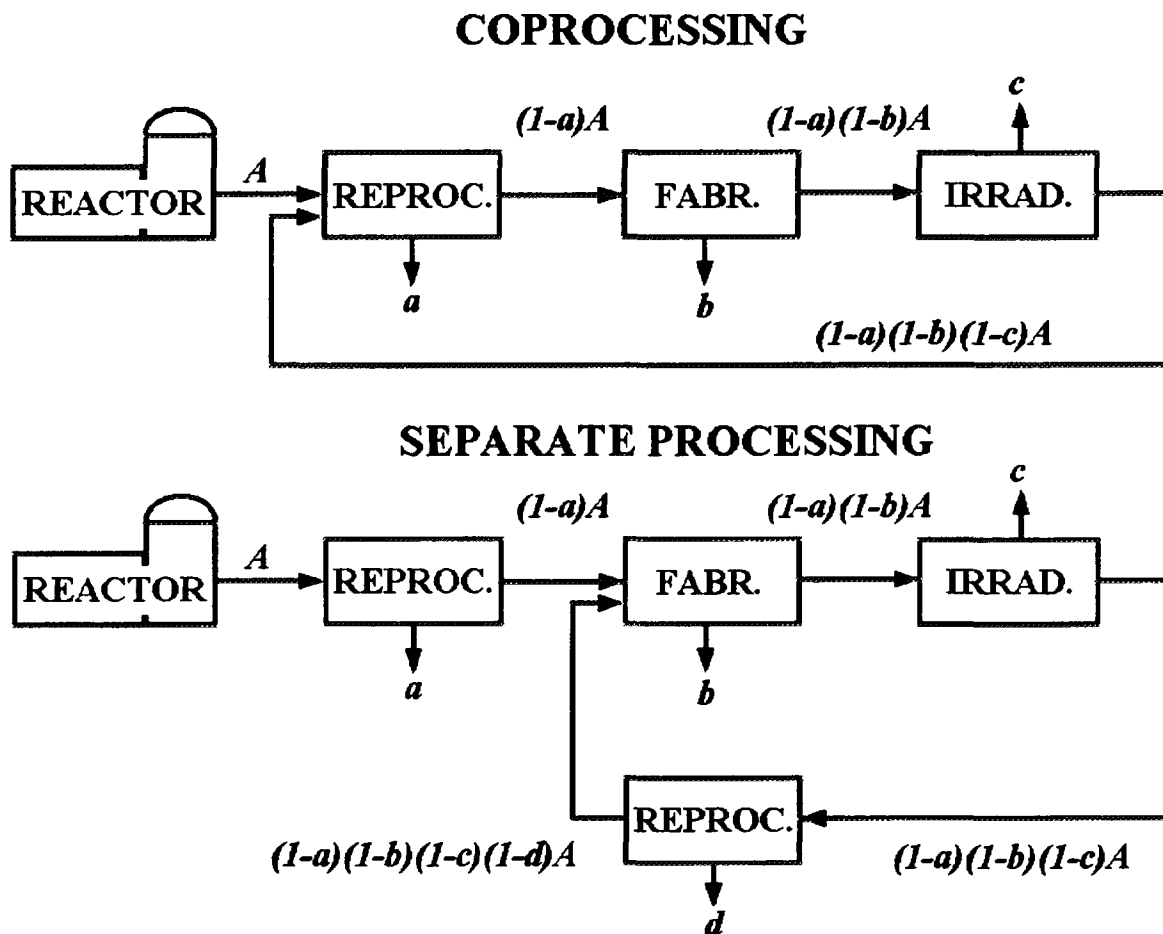 COPROCESSING
c
(1-a)A
(1-a)(1-b)A
A
REACTOR
REPROC.
FABR.
IRRAD.
a
b
(1-a)(1-b)(1-c)A
SEPARATE PROCESSING
c
(1-a)A
(1-a)(1-b)A
A
REACTOR
REPROC.
FABR.
IRRAD.
a
b
REPROC.
(1-a)(1-b)(1-c)(1-d)A
(1-a)(1-b)(1-c)A
d